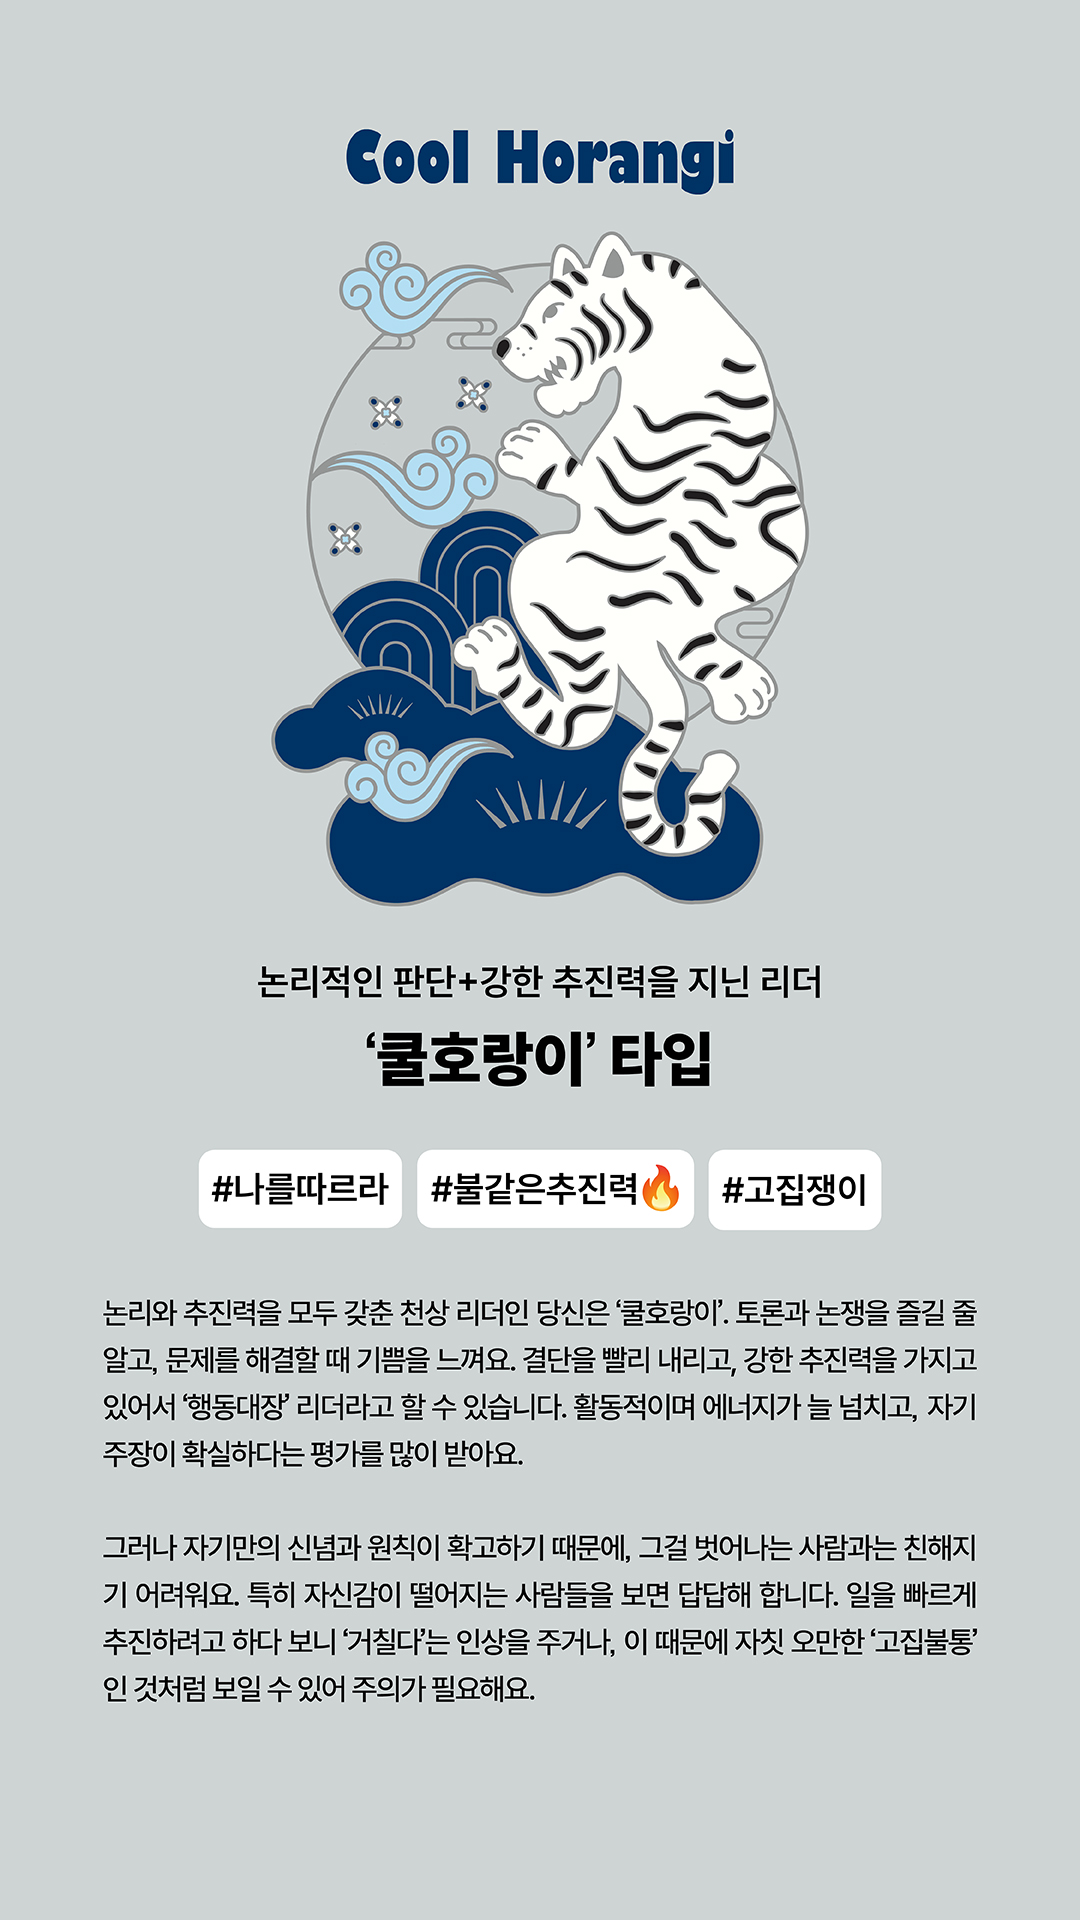 Cool Horangi
논리적인 판단+강한 추진력을 지닌 리더
‘쿨호랑이’ 타입
#나를따르라 #불같은추진력🔥 #고집쟁이
논리와 추진력을 모두 갖춘 천상 리더인 당신은 ‘쿨호랑이’. 토론과 논쟁을 즐길 줄
알고, 문제를 해결할 때 기쁨을 느껴요. 결단을 빨리 내리고, 강한 추진력을 가지고
있어서 ‘행동대장’ 리더라고 할 수 있습니다. 활동적이며 에너지가 늘 넘치고, 자기
주장이 확실하다는 평가를 많이 받아요.
그러나 자기만의 신념과 원칙이 확고하기 때문에, 그걸 벗어나는 사람과는 친해지
기 어려워요. 특히 자신감이 떨어지는 사람들을 보면 답답해 합니다. 일을 빠르게
추진하려고 하다 보니 ‘거칠다’는 인상을 주거나, 이 때문에 자칫 오만한 ‘고집불통’
인 것처럼 보일 수 있어 주의가 필요해요.